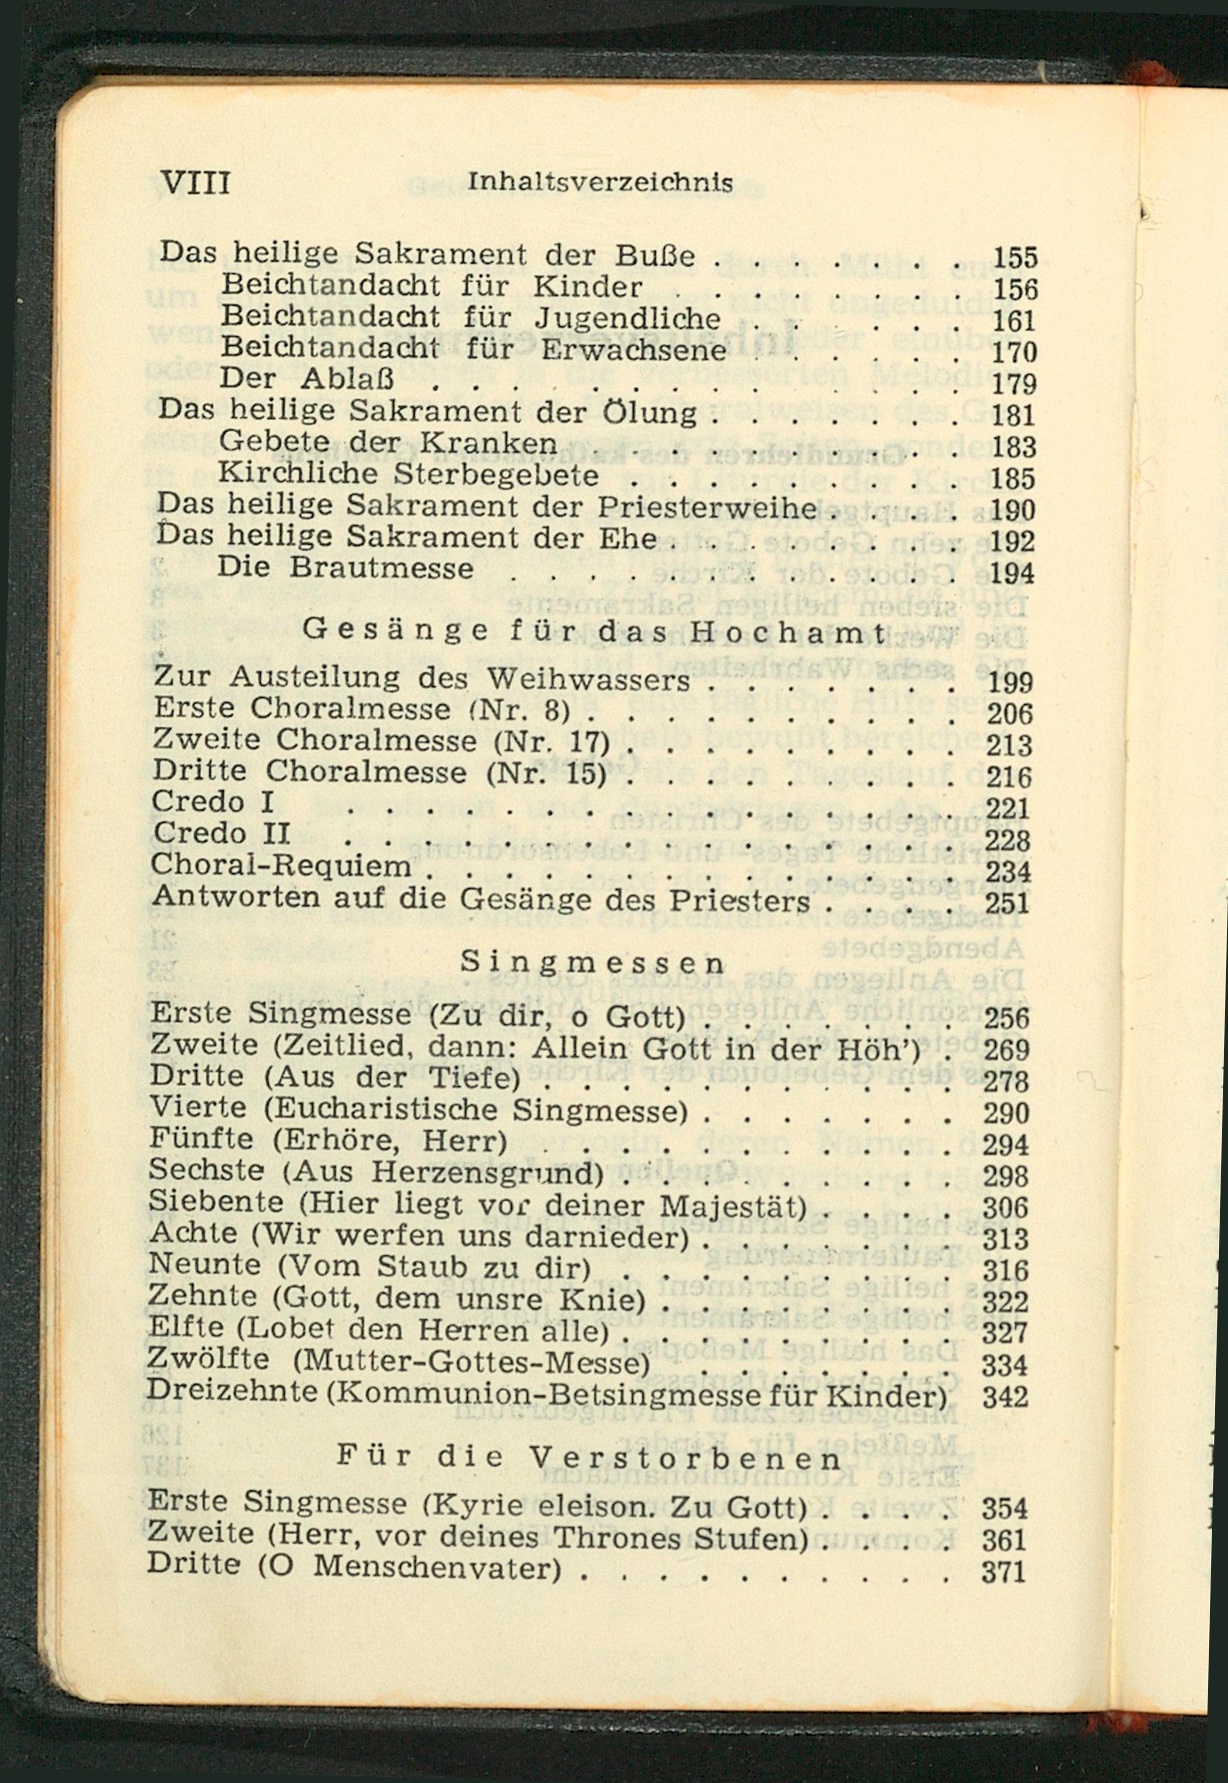 VIII Inhaltsverzeichnis
Das heilige Sakrament der Buße . . . . . . . 155
Beichtandacht für Kinder . . . . . . . . 156
Beichtandacht für Jugendliche . . . . . . 161
Beichtandacht für Erwachsene . . . . . . 170
Der Ablaß . . . . . . . . . . . . . . 179
Das heilige Sakrament der Ölung . . . . . . . 181
Gebete der Kranken . . . . . . . . . . 183
Kirchliche Sterbegebete . . . . . . . . . 185
Das heilige Sakrament der Priesterweihe . . . . 190
Das heilige Sakrament der Ehe . . . . . . . . 192
Die Brautmesse . . . . . . . . . . . . 194
Gesänge für das Hochamt
Zur Austeilung des Weihwassers . . . . . . . 199
Erste Choralmesse (Nr. 8) . . . . . . . . . . 206
Zweite Choralmesse (Nr. 17) . . . . . . . . . 213
Dritte Choralmesse (Nr. 15) . . . . . . . . . 216
Credo I . . . . . . . . . . . . . . . . 221
Credo II . . . . . . . . . . . . . . . . 228
Choral-Requiem . . . . . . . . . . . . . . 234
Antworten auf die Gesänge des Priesters . . . . 251
Singmessen
Erste Singmesse (Zu dir, o Gott) . . . . . . . 256
Zweite (Zeitlied, dann: Allein Gott in der Höh’) . 269
Dritte (Aus der Tiefe) . . . . . . . . . . . 278
Vierte (Eucharistische Singmesse) . . . . . . . 290
Fünfte (Erhöre, Herr) . . . . . . . . . . . 294
Sechste (Aus Herzensgrund) . . . . . . . . . 298
Siebente (Hier liegt vor deiner Majestät) . . . . 306
Achte (Wir werfen uns darnieder) . . . . . . . 313
Neunte (Vom Staub zu dir) . . . . . . . . . 316
Zehnte (Gott, dem unsre Knie) . . . . . . . . 322
Elfte (Lobet den Herren alle) . . . . . . . . . 327
Zwölfte (Mutter-Gottes-Messe) . . . . . . . 334
Dreizehnte (Kommunion-Betsingmesse für Kinder) 342
Für die Verstorbenen
Erste Singmesse (Kyrie eleison. Zu Gott) . . . . 354
Zweite (Herr, vor deines Thrones Stufen) . . . . 361
Dritte (O Menschenvater) . . . . . . . . . . 371